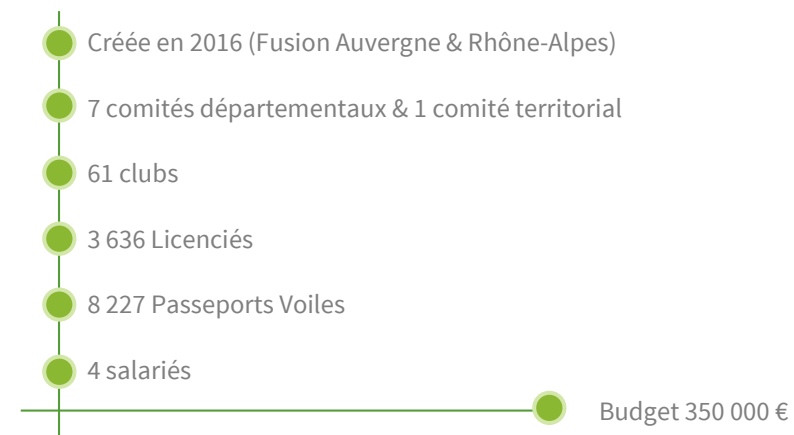 Créée en 2016 (Fusion Auvergne & Rhône-Alpes)
7 comités départementaux & 1 comité territorial
61 clubs
3 636 Licenciés
8 227 Passeports Voiles
4 salariés
Budget 350 000 €